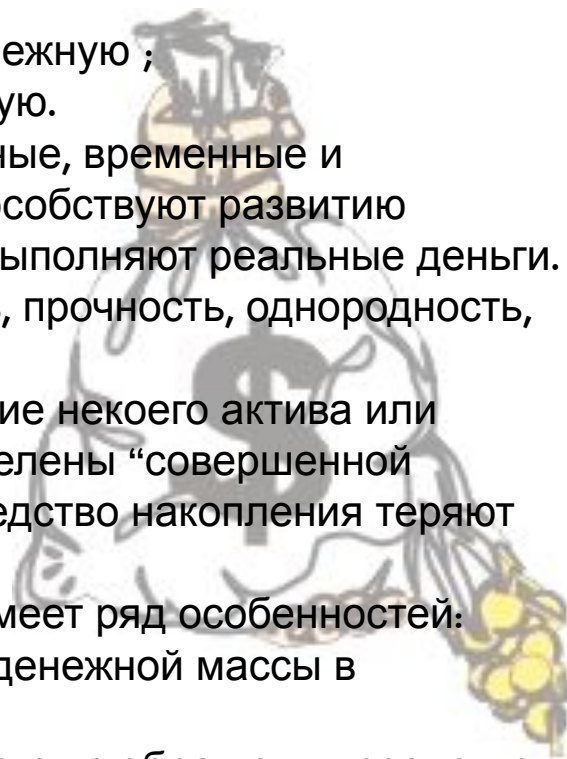 ежную ;
ую.
ные, временные и
особствуют развитию
ыполняют реальные деньги.
, прочность, однородность,
ие некоего актива или
елены “совершенной
едство накопления теряют
меет ряд особенностей:
денежной массы в
$